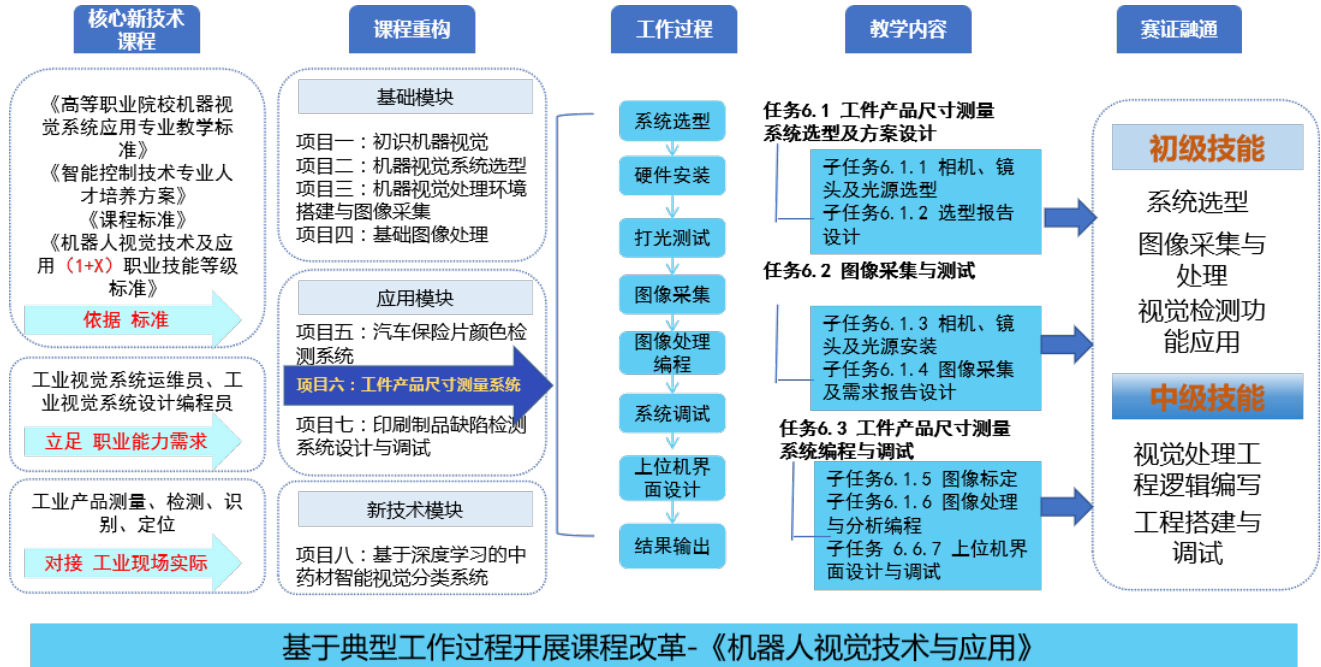 核心新技术
课程
课程重构
工作过程
教学内容
赛证融通
《高等职业院校机器视
觉系统应用专业教学标
准》
《智能控制技术专业人
才培养方案》
《课程标准》
《机器人视觉技术及应
用（1+X）职业技能等级
标准》
依据 标准
工业视觉系统运维员、工
业视觉系统设计编程员
立足 职业能力需求
工业产品测量、检测、识
别、定位
对接 工业现场实际
基础模块
项目一：初识机器视觉
项目二：机器视觉系统选型
项目三：机器视觉处理环境
搭建与图像采集
项目四：基础图像处理
应用模块
项目五：汽车保险片颜色检
测系统
项目六：工件产品尺寸测量系统
项目七：印刷制品缺陷检测
系统设计与调试
新技术模块
项目八：基于深度学习的中
药材智能视觉分类系统
系统选型
硬件安装
打光测试
图像采集
图像处理
编程
系统调试
上位机界
面设计
结果输出
任务6.1 工件产品尺寸测量
系统选型及方案设计
子任务6.1.1 相机、镜
头及光源选型
子任务6.1.2 选型报告
设计
任务6.2 图像采集与测试
子任务6.1.3 相机、镜
头及光源安装
子任务6.1.4 图像采集
及需求报告设计
任务6.3 工件产品尺寸测量
系统编程与调试
子任务6.1.5 图像标定
子任务6.1.6 图像处理
与分析编程
子任务 6.6.7 上位机界
面设计与调试
初级技能
系统选型
图像采集与
处理
视觉检测功
能应用
中级技能
视觉处理工
程逻辑编写
工程搭建与
调试
基于典型工作过程开展课程改革-《机器人视觉技术与应用》